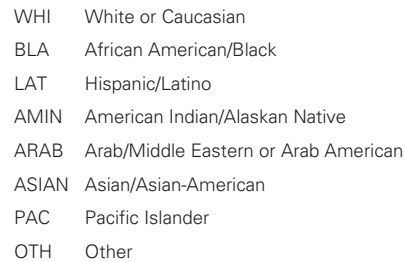 WHI White or Caucasian
BLA African American/Black
LAT Hispanic/Latino
AMIN American Indian/Alaskan Native
ARAB Arab/Middle Eastern or Arab American
ASIAN Asian/Asian-American
PAC Pacific Islander
OTH Other